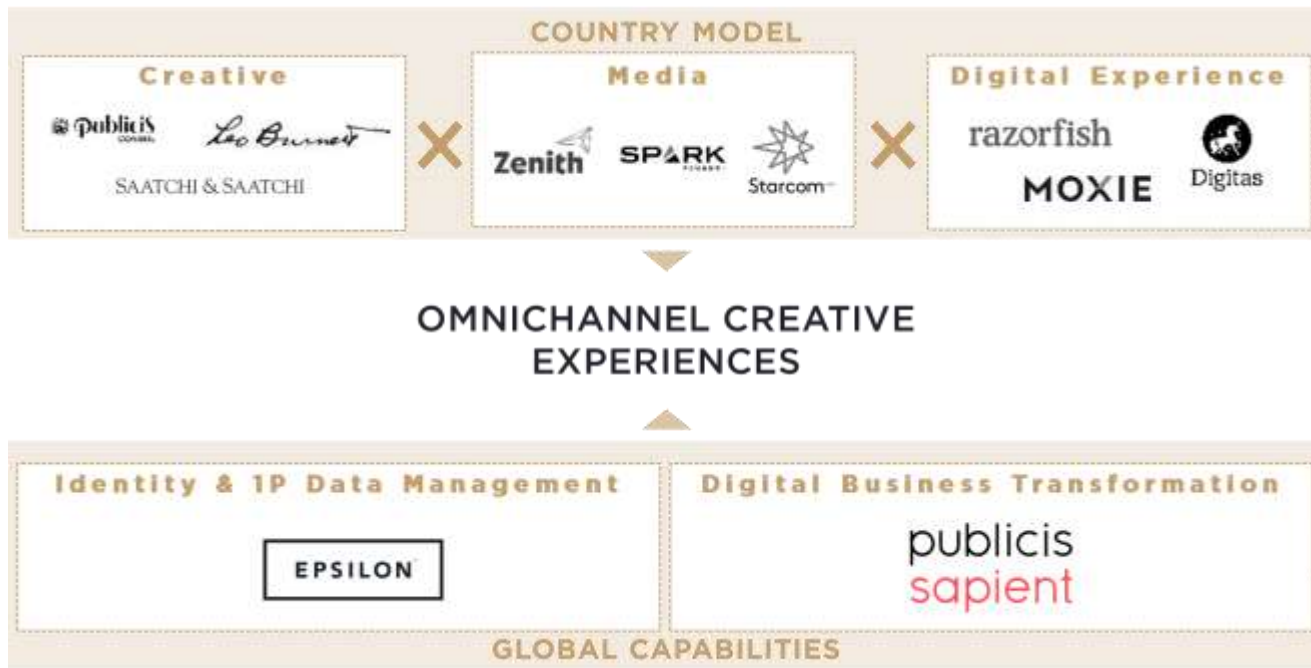 COUNTRY MODEL
Creative
Media
Digital Experience
publicis
CONSEIL
Leo Burnett
SAATCHI & SAATCHI
Zenith
SPARK
FOUNDRY
Starcom
razorfish
MOXIE
Digitas
OMNICHANNEL CREATIVE
EXPERIENCES
Identity & 1P Data Management
Digital Business Transformation
EPSILON
publicis
sapient
GLOBAL CAPABILITIES